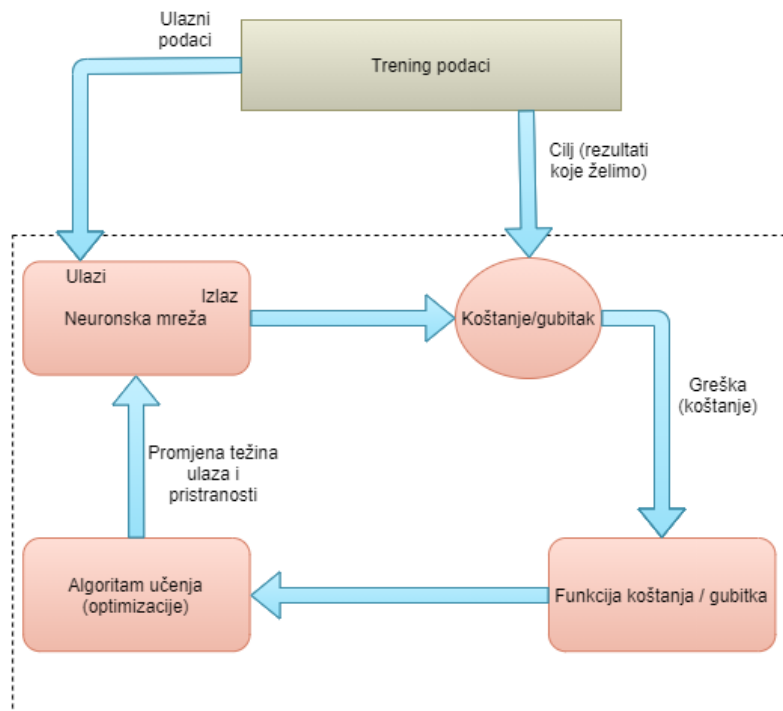 Ulazni
podaci
Trening podaci
Cilj (rezultati
koje želimo)
Ulazi
Izlaz
Neuronska mreža
Koštanje/gubitak
Greška
(koštanje)
Promjena težina
ulaza i
pristranosti
Algoritam učenja
(optimizacije)
Funkcija koštanja / gubitka